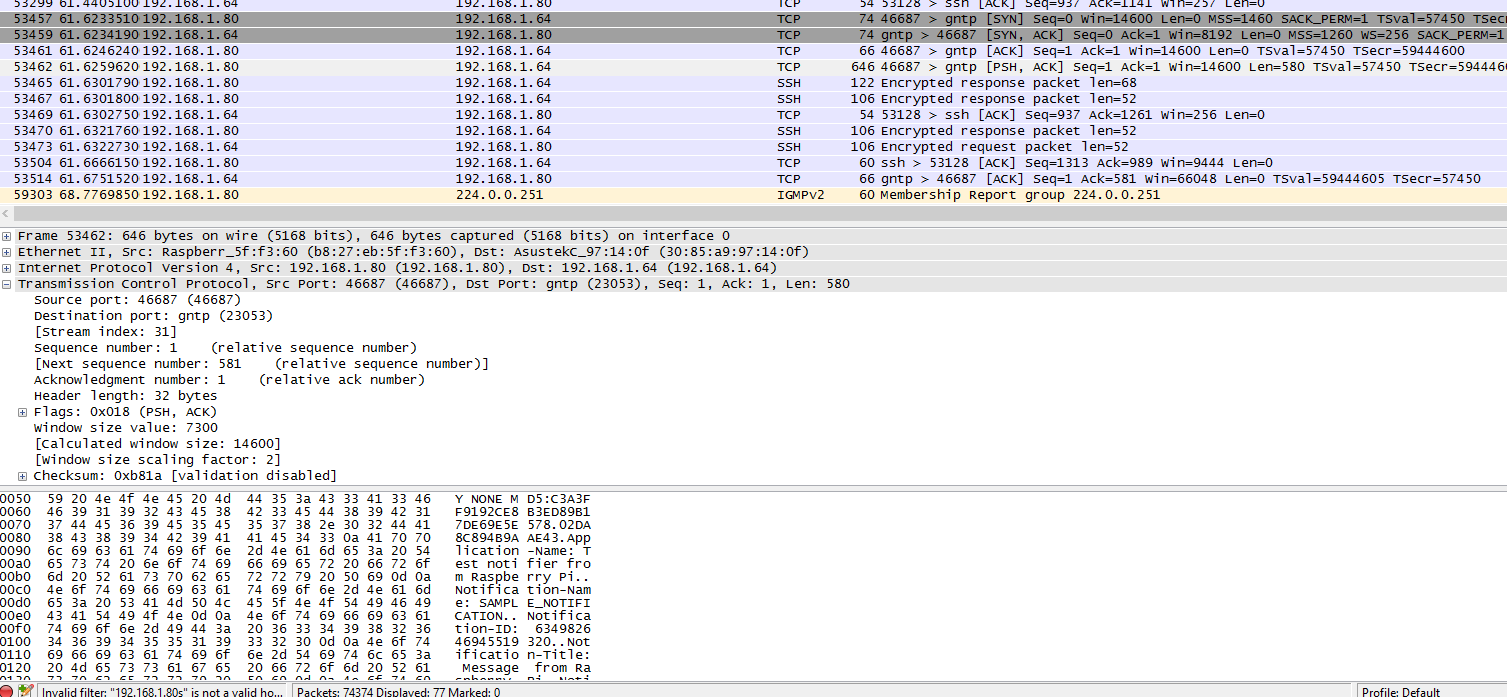 53299 61.4405100 192.168.1.64 192.168.1.80 TCP 54 53128 > ssh [ACK] Seq=937 Ack=1141 Win=257 Len=0
53457 61.6233510 192.168.1.80 192.168.1.64 TCP 74 46687 > gntp [SYN] Seq=0 Win=14600 Len=0 MSS=1460 SACK_PERM=1 TSval=57450 TSecr
53459 61.6234190 192.168.1.64 192.168.1.80 TCP 74 gntp > 46687 [SYN, ACK] Seq=0 Ack=1 Win=8192 Len=0 MSS=1260 WS=256 SACK_PERM=1
53461 61.6246240 192.168.1.80 192.168.1.64 TCP 66 46687 > gntp [ACK] Seq=1 Ack=1 Win=14600 Len=0 TSval=57450 TSecr=59444600
53462 61.6259620 192.168.1.80 192.168.1.64 TCP 646 46687 > gntp [PSH, ACK] Seq=1 Ack=1 Win=14600 Len=580 TSval=57450 TSecr=5944460
53465 61.6301790 192.168.1.80 192.168.1.64 SSH 122 Encrypted response packet len=68
53467 61.6301800 192.168.1.80 192.168.1.64 SSH 106 Encrypted response packet len=52
53469 61.6302750 192.168.1.64 192.168.1.80 TCP 54 53128 > ssh [ACK] Seq=937 Ack=1261 Win=256 Len=0
53470 61.6321760 192.168.1.80 192.168.1.64 SSH 106 Encrypted response packet len=52
53473 61.6322730 192.168.1.64 192.168.1.80 SSH 106 Encrypted request packet len=52
53504 61.6666150 192.168.1.80 192.168.1.64 TCP 60 ssh > 53128 [ACK] Seq=1313 Ack=989 Win=9444 Len=0
53514 61.6751520 192.168.1.64 192.168.1.80 TCP 66 gntp > 46687 [ACK] Seq=1 Ack=581 Win=66048 Len=0 TSval=59444605 TSecr=57450
59303 68.7769850 192.168.1.80 224.0.0.251 IGMPv2 60 Membership Report group 224.0.0.251
Frame 53462: 646 bytes on wire (5168 bits), 646 bytes captured (5168 bits) on interface 0
Ethernet II, Src: Raspberr_5f:f3:60 (b8:27:eb:5f:f3:60), Dst: AsustekC_97:14:0f (30:85:a9:97:14:0f)
Internet Protocol Version 4, Src: 192.168.1.80 (192.168.1.80), Dst: 192.168.1.64 (192.168.1.64)
Transmission Control Protocol, Src Port: 46687 (46687), Dst Port: gntp (23053), Seq: 1, Ack: 1, Len: 580
Source port: 46687 (46687)
Destination port: gntp (23053)
[Stream index: 31]
Sequence number: 1 (relative sequence number)
[Next sequence number: 581 (relative sequence number)]
Acknowledgment number: 1 (relative ack number)
Header length: 32 bytes
Flags: 0x018 (PSH, ACK)
Window size value: 7300
[Calculated window size: 14600]
[Window size scaling factor: 2]
Checksum: 0xb81a [validation disabled]
0050 59 20 4e 4f 4e 45 20 4d 44 35 3a 43 33 41 33 46 Y NONE M D5:C3A3F
0060 46 39 31 39 32 43 45 38 42 33 45 44 38 39 42 31 F9192CE8 B3ED89B1
0070 37 44 45 36 39 45 35 45 35 37 38 2e 30 32 44 41 7DE69E5E 578.02DA
0080 38 43 38 39 34 42 39 41 41 45 34 33 0a 41 70 70 8C894B9A AE43.App
0090 6c 69 63 61 74 69 6f 6e 2d 4e 61 6d 65 3a 20 54 lication -Name: T
00a0 65 73 74 20 6e 6f 74 69 66 69 65 72 20 66 72 6f est noti fier fro
00b0 6d 20 52 61 73 70 62 65 72 72 79 20 50 69 0d 0a m Raspbe rry Pi..
00c0 4e 6f 74 69 66 69 63 61 74 69 6f 6e 2d 4e 61 6d Notifica tion-Nam
00d0 65 3a 20 53 41 4d 50 4c 45 5f 4e 4f 54 49 46 49 e: SAMPL E_NOTIFI
00e0 43 41 54 49 4f 4e 0d 0a 4e 6f 74 69 66 69 63 61 CATION.. Notifica
00f0 74 69 6f 6e 2d 49 44 3a 20 36 33 34 39 38 32 36 tion-ID: 6349826
0100 34 36 39 34 35 35 31 39 33 32 30 0d 0a 4e 6f 74 46945519 320..Not
0110 69 66 69 63 61 74 69 6f 6e 2d 54 69 74 6c 65 3a ificatio n-Title:
0120 20 4d 65 73 73 61 67 65 20 66 72 6f 6d 20 52 61 Message from Ra
Invalid filter: "192.168.1.80s" is not a valid ho... Packets: 74374 Displayed: 77 Marked: 0 Profile: Default